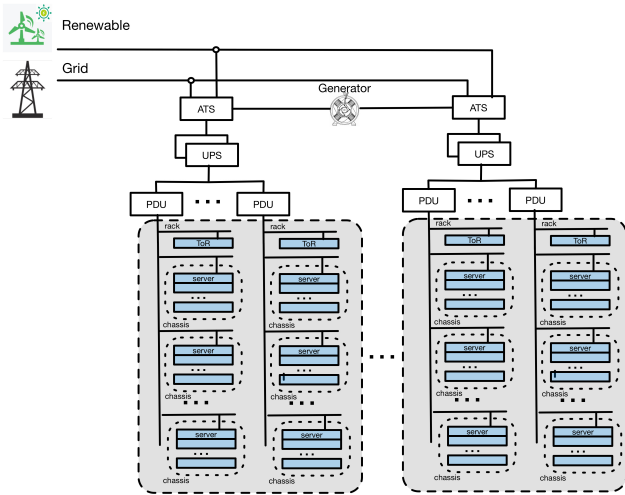 Renewable
Grid
Generator
ATS
ATS
UPS
UPS
PDU
PDU
PDU
PDU
rack
rack
ToR
ToR
ToR
ToR
server
server
server
server
chassis
chassis
chassis
chassis
server
server
server
server
chassis
chassis
chassis
chassis
server
server
server
server
chassis
chassis
chassis
chassis